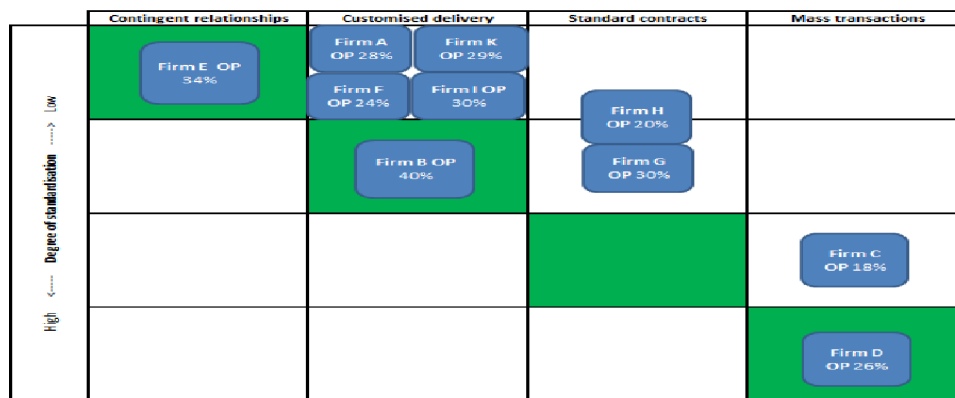 Contingent relationships
Customised delivery
Standard contracts
Mass transactions
High <----- Degree of standardisation -----> Low
Firm E OP
34%
Firm A
OP 28%
Firm K
OP 29%
Firm F
OP 24%
Firm I OP
30%
Firm H
OP 20%
Firm B OP
40%
Firm G
OP 30%
Firm C
OP 18%
Firm D
OP 26%